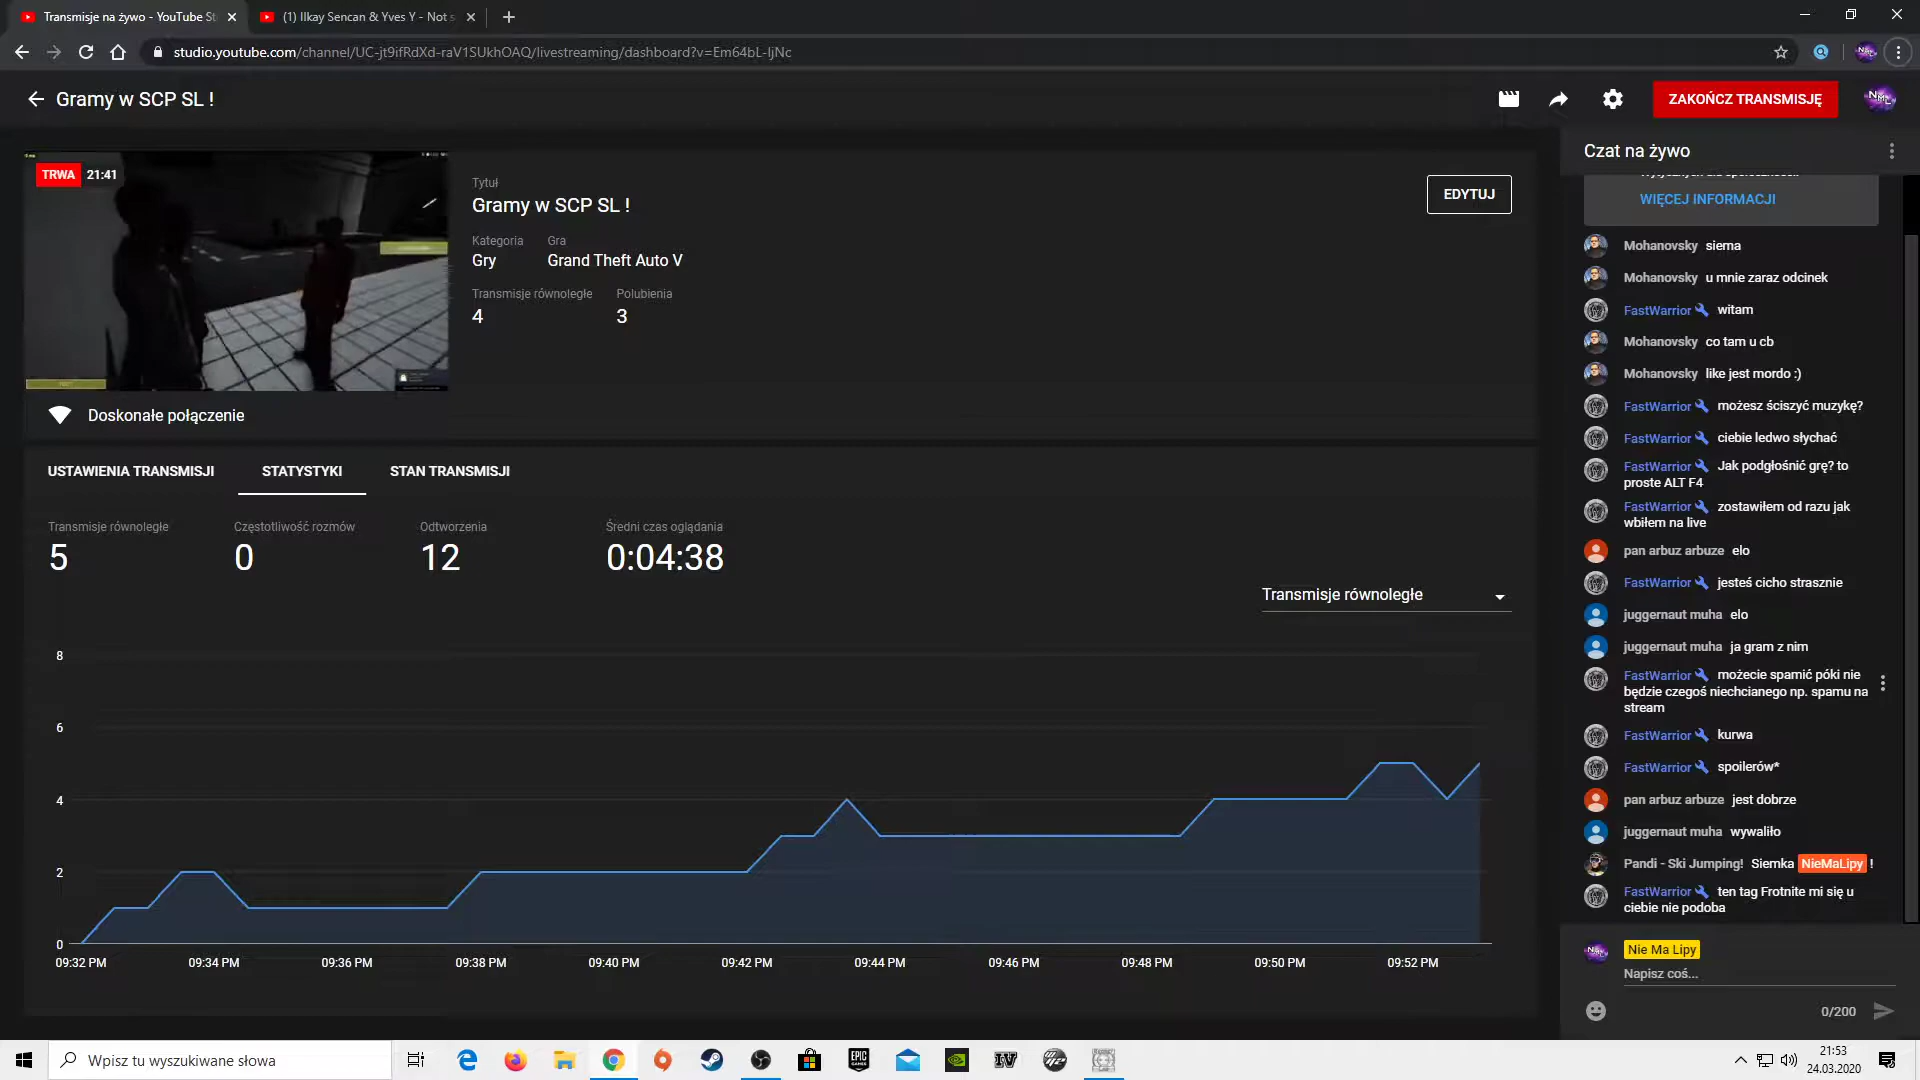 Transmisje na żywo - YouTube St
(1) Ilkay Sencan & Yves Y - Not s
studio.youtube.com/channel/UC-jt9ifRdXd-raV1SUkhOAQ/livestreaming/dashboard?v=Em64bL-ljNc
Gramy w SCP SL !
ZAKOŃCZ TRANSMISJĘ
TRWA 21:41
Tytuł
Gramy w SCP SL !
EDYTUJ
Kategoria Gra
Gry Grand Theft Auto V
Transmisje równoległe Polubienia
4 3
Doskonałe połączenie
USTAWIENIA TRANSMISJI STATYSTYKI STAN TRANSMISJI
Transmisje równoległe Częstotliwość rozmów Odtworzenia Średni czas oglądania
5 0 12 0:04:38
Transmisje równoległe
8
6
4
2
0
09:32 PM 09:34 PM 09:36 PM 09:38 PM 09:40 PM 09:42 PM 09:44 PM 09:46 PM 09:48 PM 09:50 PM 09:52 PM
Czat na żywo
WIĘCEJ INFORMACJI
Mohanovsky siema
Mohanovsky u mnie zaraz odcinek
FastWarrior witam
Mohanovsky co tam u cb
Mohanovsky like jest mordo :)
FastWarrior możesz ściszyć muzykę?
FastWarrior ciebie ledwo słychać
FastWarrior Jak podgłośnić grę? to
proste ALT F4
FastWarrior zostawiłem od razu jak
wbiłem na live
pan arbuz arbuze elo
FastWarrior jesteś cicho strasznie
juggernaut muha elo
juggernaut muha ja gram z nim
FastWarrior możecie spamić póki nie
będzie czegoś niechcianego np. spamu na
stream
FastWarrior kurwa
FastWarrior spoilerów*
pan arbuz arbuze jest dobrze
juggernaut muha wywaliło
Pandi - Ski Jumping! Siemka NieMaLipy !
FastWarrior ten tag Frotnite mi się u
ciebie nie podoba
Nie Ma Lipy
Napisz coś...
0/200
Wpisz tu wyszukiwane słowa
EPIC GAMES
IV
21:53
24.03.2020